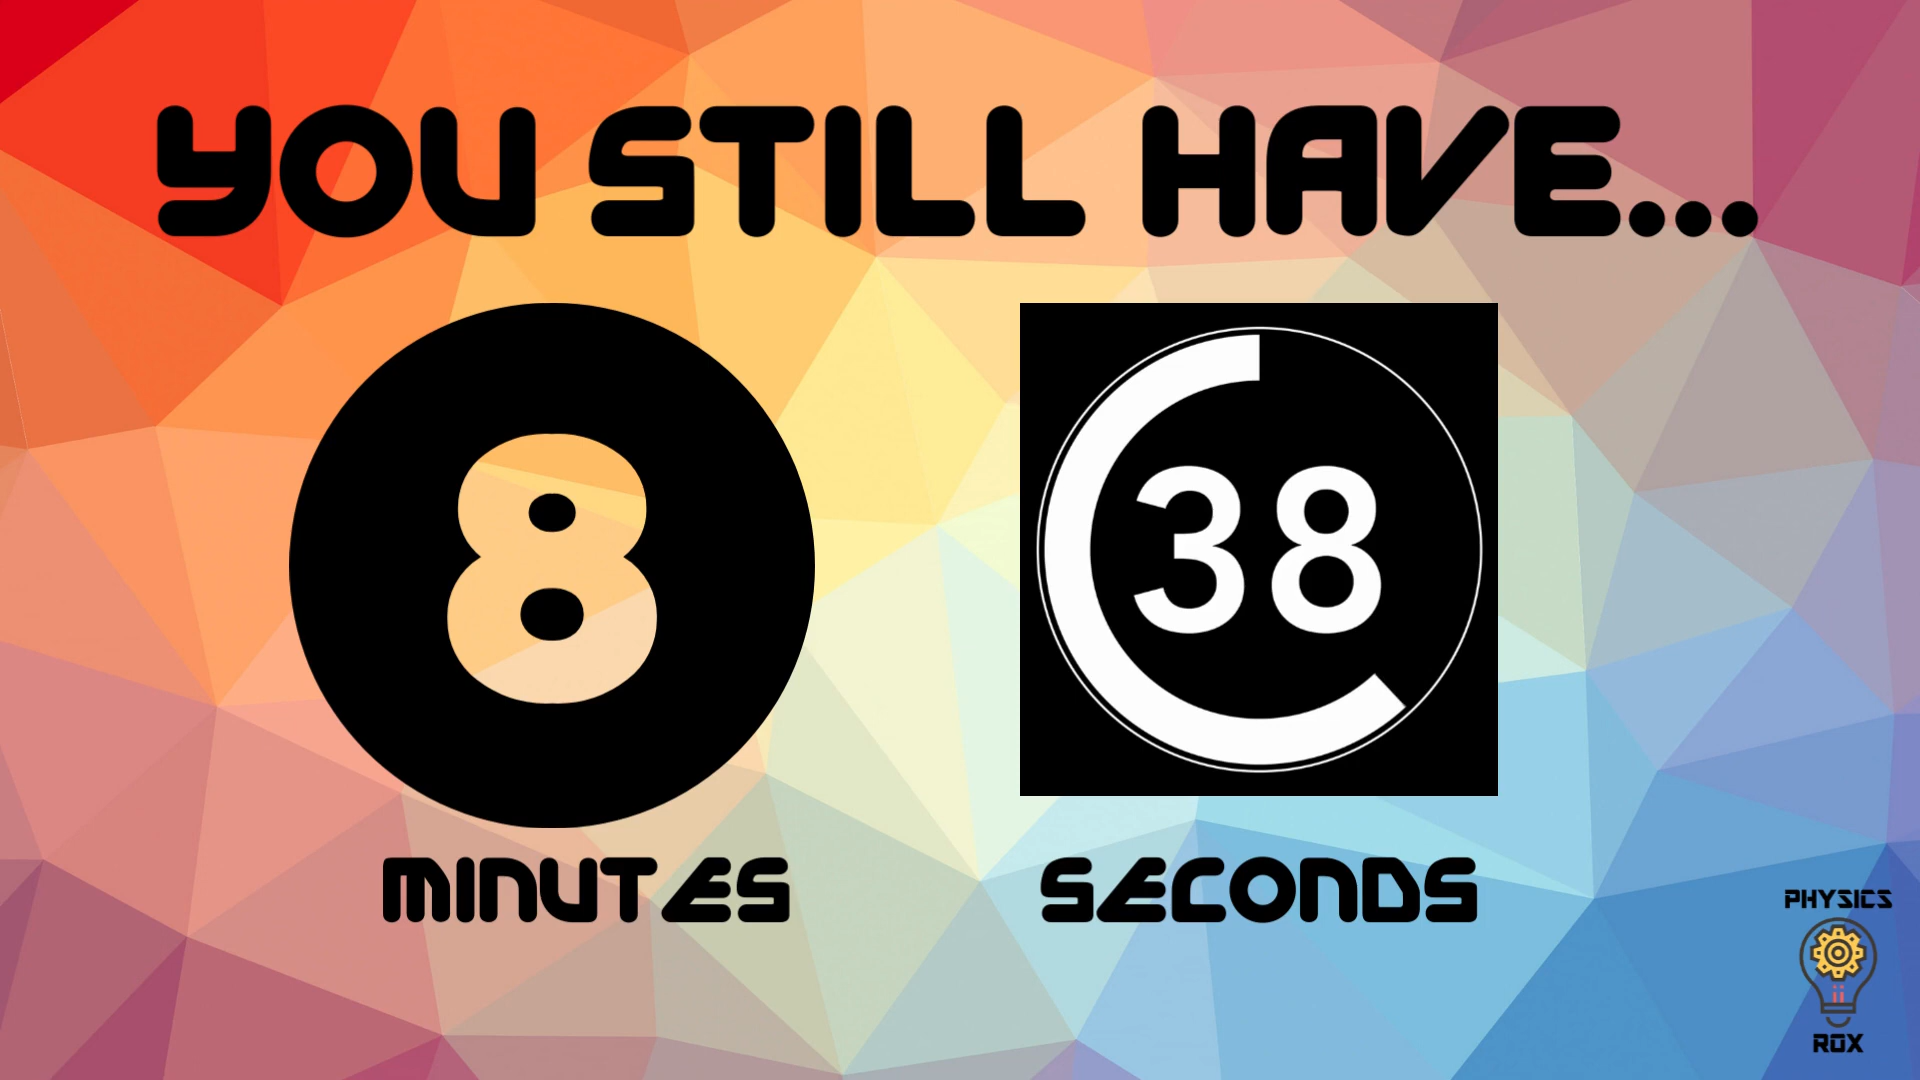 YOU STILL HAVE...
8
38
MINUTES
SECONDS
PHYSICS
ROX